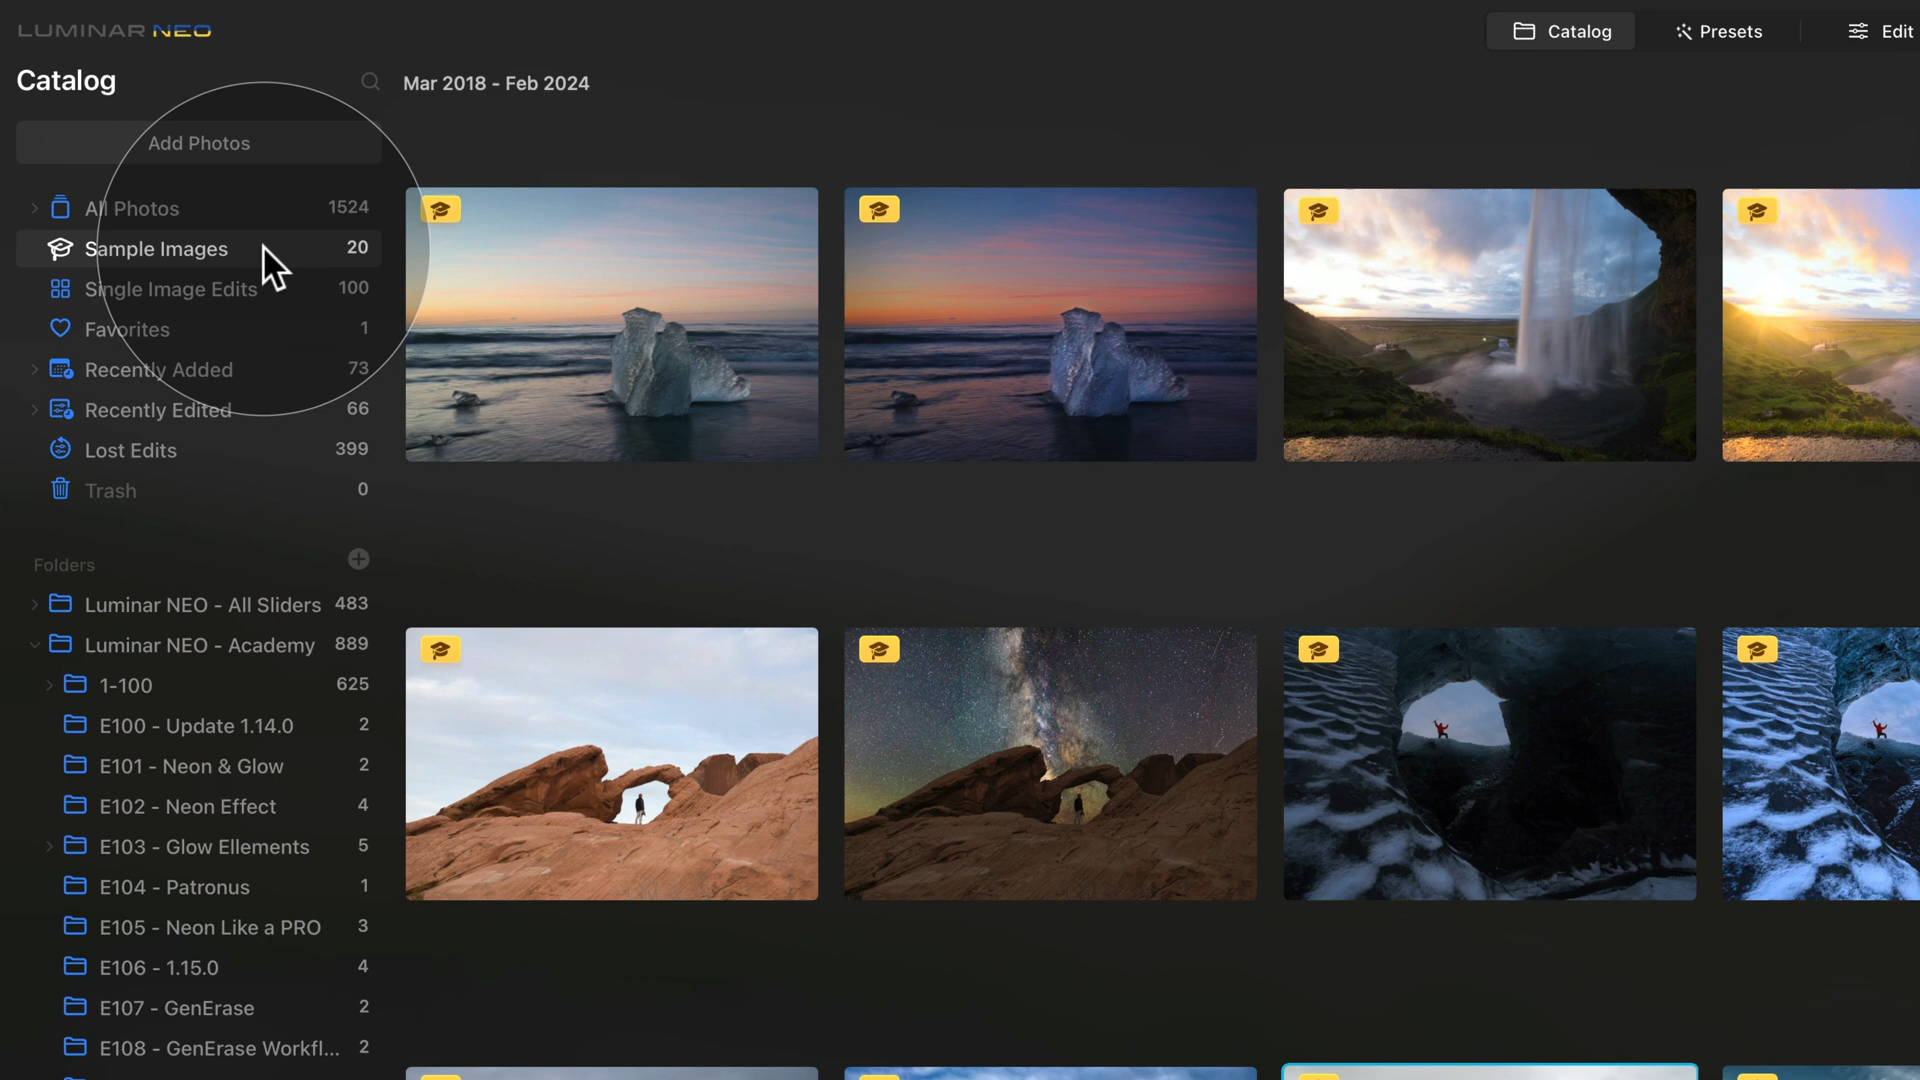 LUMINAR NEO
Catalog
Presets
Edit
Catalog
Mar 2018 - Feb 2024
Add Photos
All Photos 1524
Sample Images 20
Single Image Edits 100
Favorites 1
Recently Added 73
Recently Edited 66
Lost Edits 399
Trash 0
Folders
Luminar NEO - All Sliders 483
Luminar NEO - Academy 889
1-100 625
E100 - Update 1.14.0 2
E101 - Neon & Glow 2
E102 - Neon Effect 4
E103 - Glow Ellements 5
E104 - Patronus 1
E105 - Neon Like a PRO 3
E106 - 1.15.0 4
E107 - GenErase 2
E108 - GenErase Workfl... 2